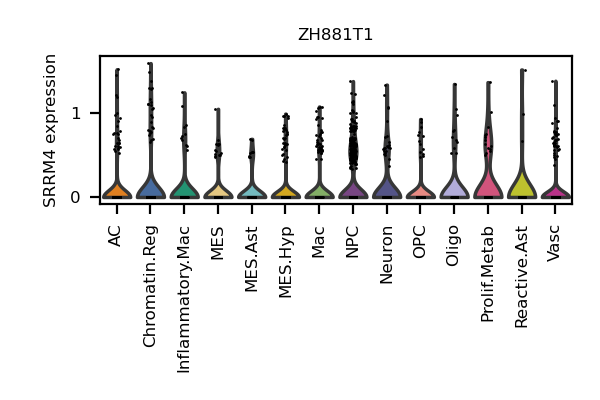 ZH881T1
SRRM4 expression
1
0
AC
Chromatin.Reg
Inflammatory.Mac
MES
MES.Ast
MES.Hyp
Mac
NPC
Neuron
OPC
Oligo
Prolif.Metab
Reactive.Ast
Vasc